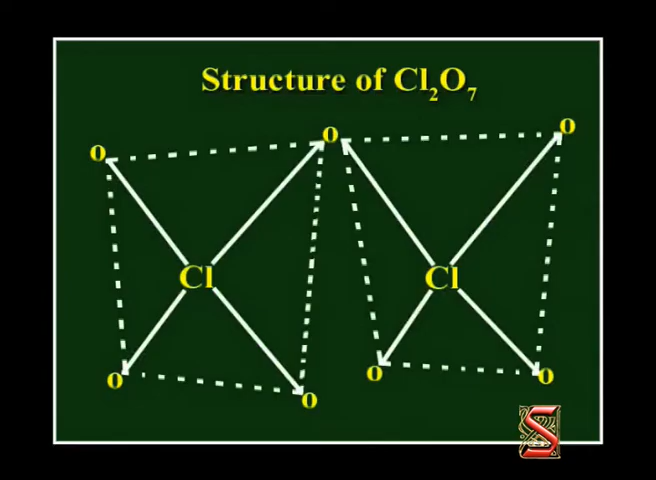 Structure of Cl₂O₇
O O O
Cl Cl
O O O O
S